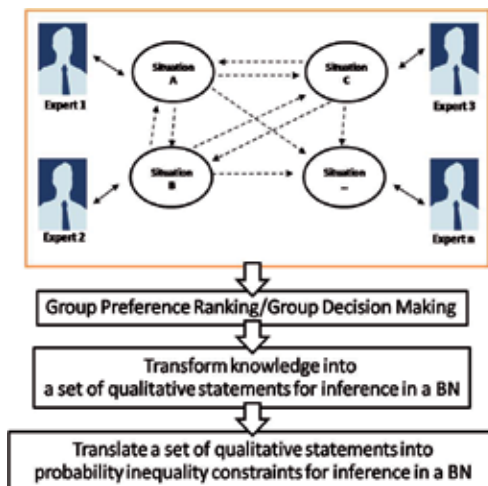 Situation
A
Situation
C
Expert 1
Expert 3
Situation
B
Situation
...
Expert 2
Expert n
Group Preference Ranking/Group Decision Making
Transform knowledge into
a set of qualitative statements for inference in a BN
Translate a set of qualitative statements into
probability inequality constraints for inference in a BN